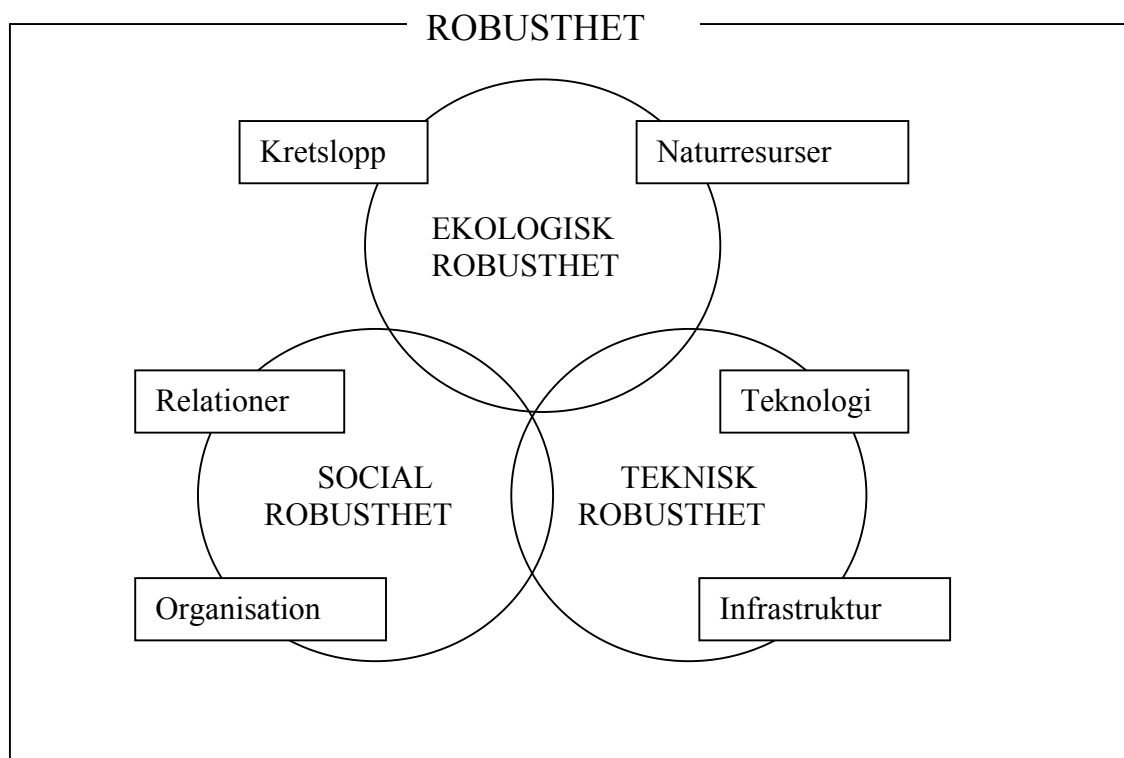 ROBUSTHET
Kretslopp
Naturresurser
EKOLOGISK
ROBUSTHET
Relationer
Teknologi
SOCIAL
ROBUSTHET
TEKNISK
ROBUSTHET
Organisation
Infrastruktur